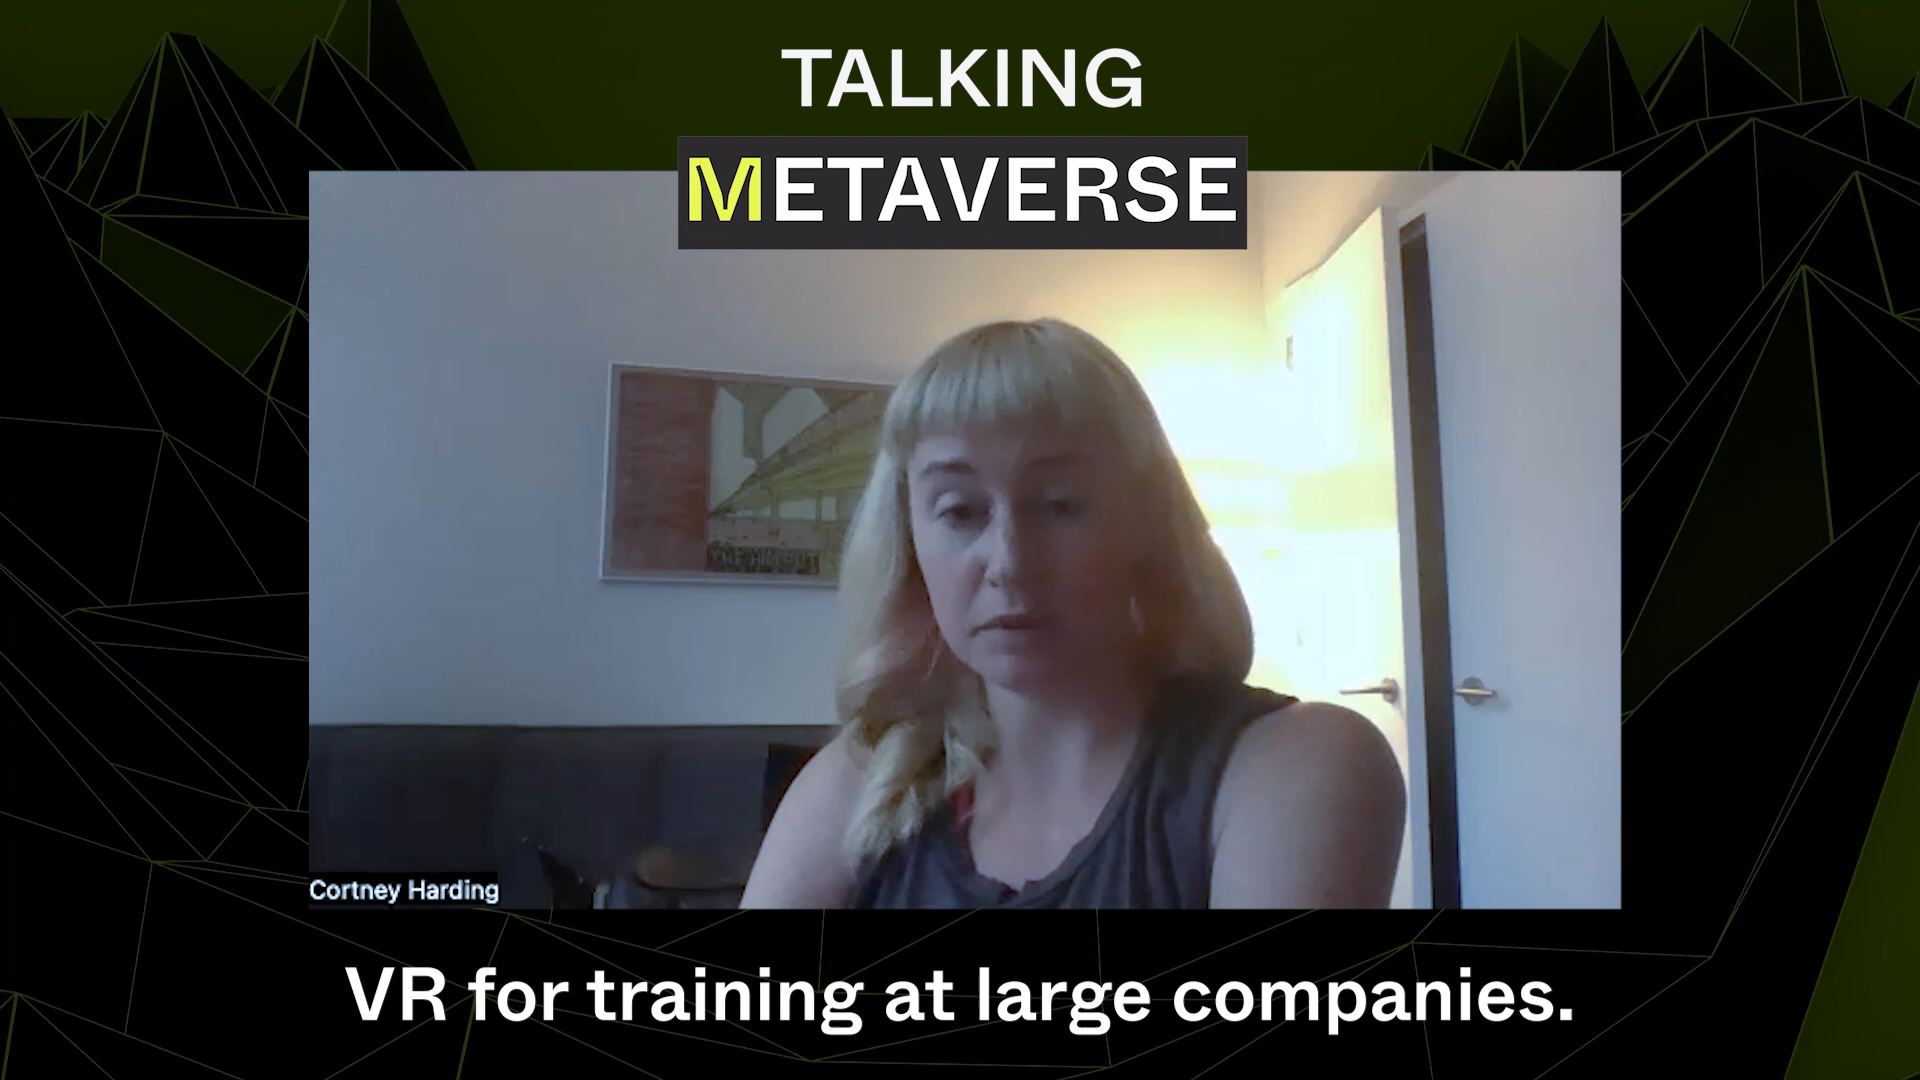 TALKING
METAVERSE
Cortney Harding
VR for training at large companies.